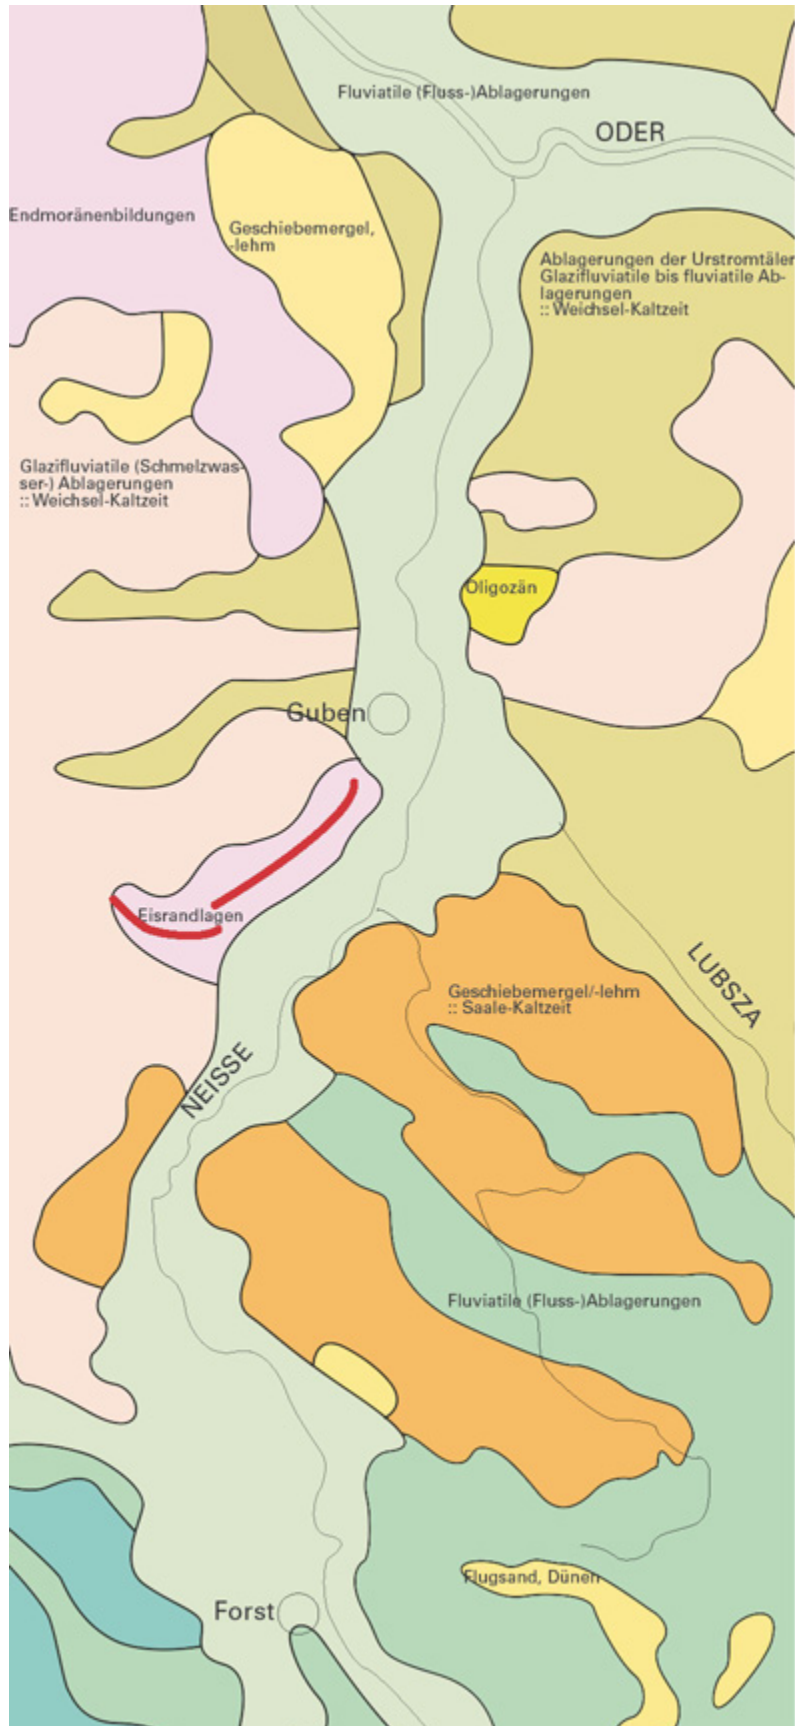 Fluviatile (Fluss-)Ablagerungen
ODER
Endmoränenbildungen
Geschiebemergel,
-lehm
Ablagerungen der Urstromtäler
Glazifluviatile bis fluviatile Ab-
lagerungen
:: Weichsel-Kaltzeit
Glazifluviatile (Schmelzwas-
ser-) Ablagerungen
:: Weichsel-Kaltzeit
Oligozän
Guben
Eisrandlagen
LUBSZA
Geschiebemergel/-lehm
:: Saale-Kaltzeit
NEISSE
Fluviatile (Fluss-)Ablagerungen
Flugsand, Dünen
Forst